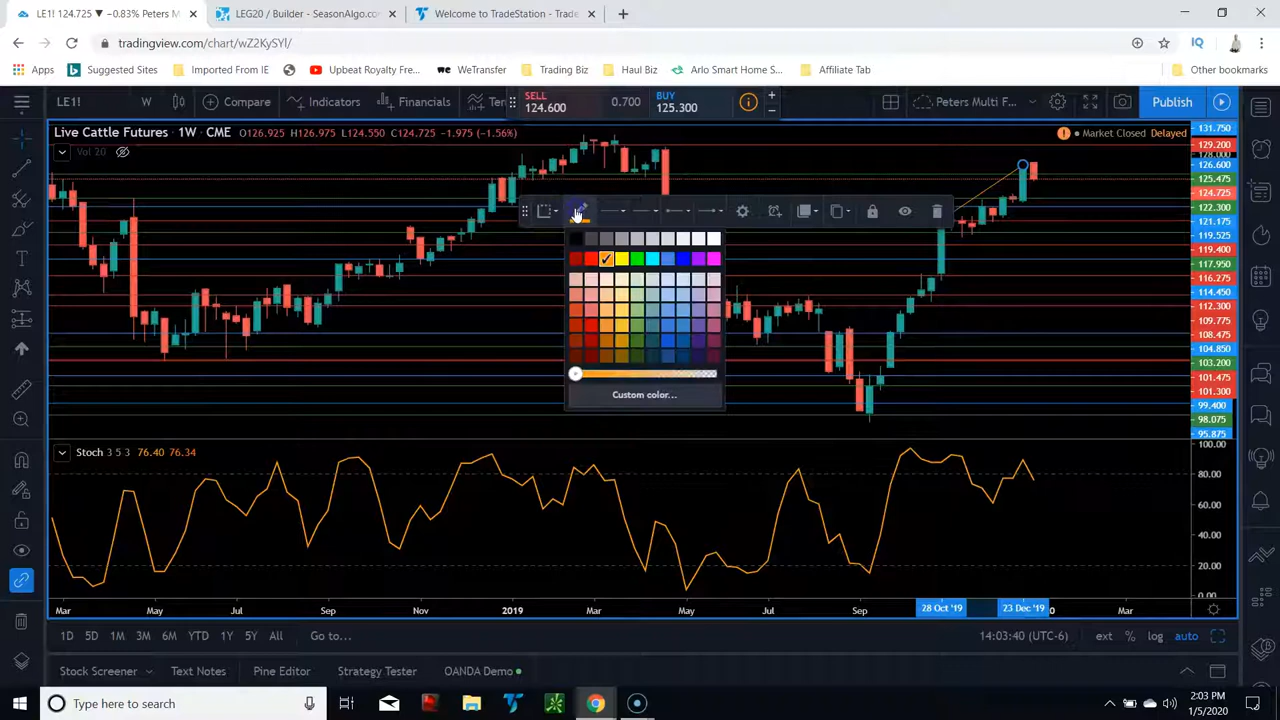 LE1! 124.725 ▼ −0.83% Peters M
LEG20 / Builder - SeasonAlgo.co
Welcome to TradeStation - Trade
tradingview.com/chart/wZ2KySYl/
Apps
Suggested Sites
Imported From IE
Upbeat Royalty Fre...
WeTransfer
Trading Biz
Haul Biz
Arlo Smart Home S...
Affiliate Tab
Other bookmarks
LE1!
W
Compare
Indicators
Financials
Tem
SELL
124.600
0.700
BUY
125.300
Peters Multi F...
Publish
Live Cattle Futures · 1W · CME O126.925 H126.975 L124.550 C124.725 −1.975 (−1.56%)
Market Closed Delayed
Vol 20
131.750
129.200
128.000
126.600
125.475
124.725
122.300
121.175
119.525
119.400
117.950
116.275
114.450
112.300
109.775
108.475
104.850
103.200
101.475
101.300
99.400
98.075
95.875
Custom color...
Stoch 3 5 3 76.40 76.34
100.00
80.00
60.00
40.00
20.00
0.00
Mar
May
Jul
Sep
Nov
2019
Mar
May
Jul
Sep
28 Oct '19
23 Dec '19
Mar
1D
5D
1M
3M
6M
YTD
1Y
5Y
All
Go to...
14:03:40 (UTC-6)
ext
%
log
auto
Stock Screener
Text Notes
Pine Editor
Strategy Tester
OANDA Demo
Type here to search
2:03 PM
1/5/2020